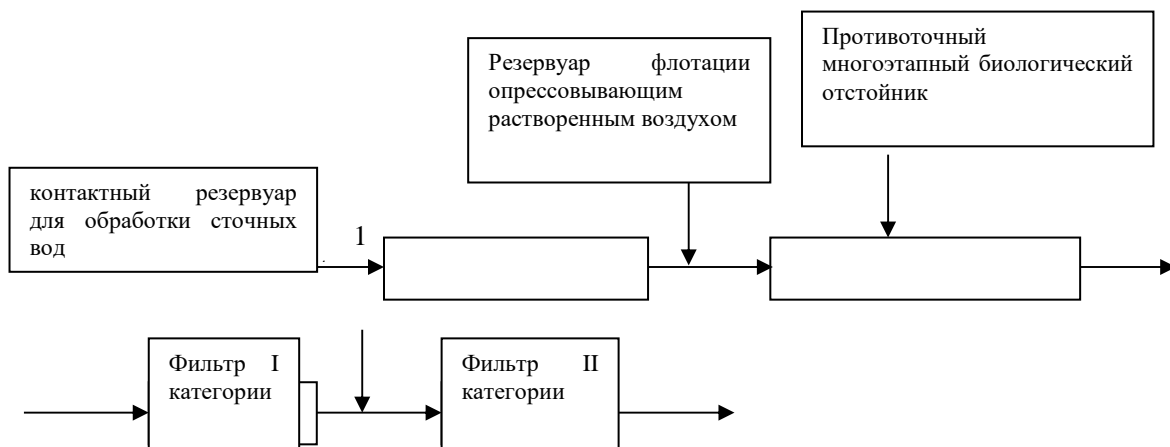 Резервуар флотации
опрессовывающим
растворенным воздухом
Противоточный
многоэтапный биологический
отстойник
контактный резервуар
для обработки сточных
вод
1
Фильтр I
категории
Фильтр II
категории